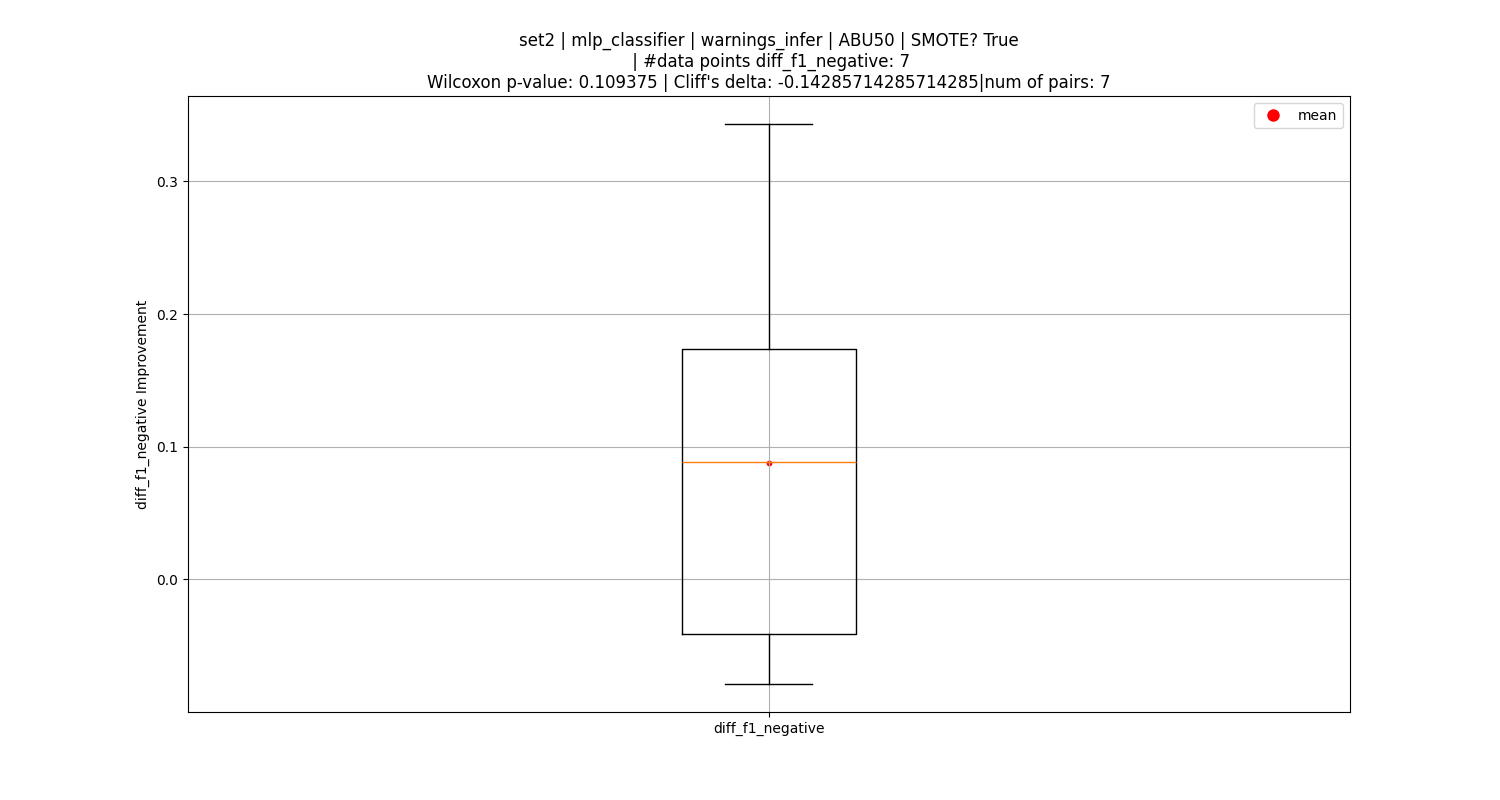 set2 | mlp_classifier | warnings_infer | ABU50 | SMOTE? True
| #data points diff_f1_negative: 7
Wilcoxon p-value: 0.109375 | Cliff's delta: -0.14285714285714285|num of pairs: 7
mean
0.3
0.2
0.1
0.0
diff_f1_negative Improvement
diff_f1_negative